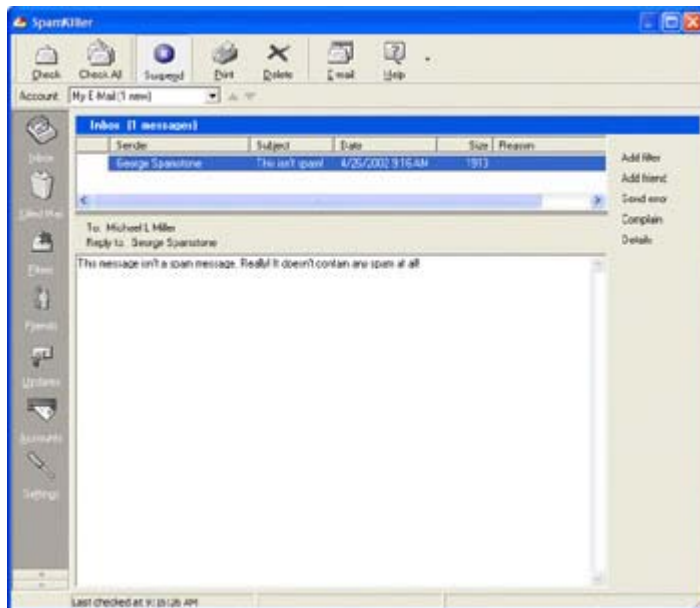 SpamKiller
Check Check All Suspend Print Delete E-mail Help
Account: My E-Mail (1 new)
Inbox (1 messages)
Sender Subject Date Size Reason
George Spamstone This isn't spam! 4/26/2002 9:16 AM 1913
Add filter
Add friend
Send error
Complain
Details
To: Michael L Miller
Reply to: George Spamstone
This message isn't a spam message. Really! It doesn't contain any spam at all!
Inbox
Killed Mail
Filters
Friends
Updates
Accounts
Settings
Last checked at 9:16:26 AM